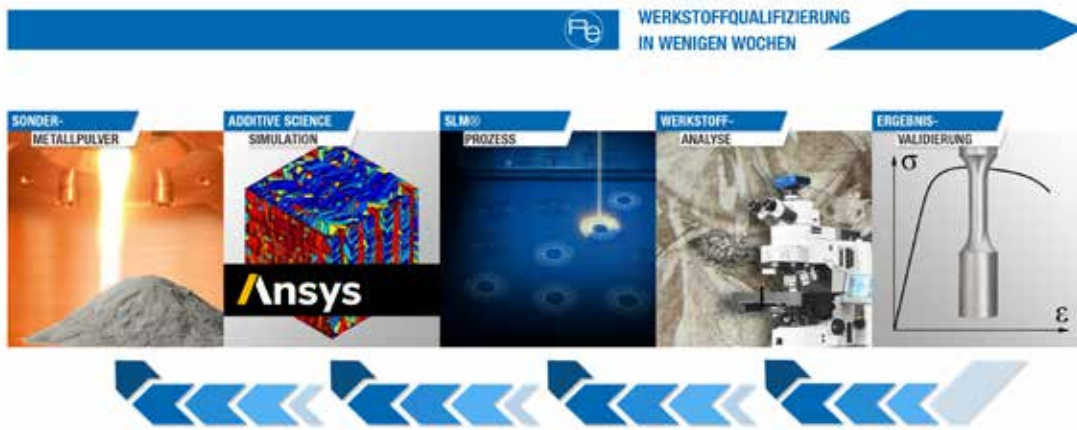 WERKSTOFFQUALIFIZIERUNG
IN WENIGEN WOCHEN
SONDER-
METALLPULVER
ADDITIVE SCIENCE
SIMULATION
SLM®
PROZESS
WERKSTOFF-
ANALYSE
ERGEBNIS-
VALIDIERUNG
σ
Ansys
ε